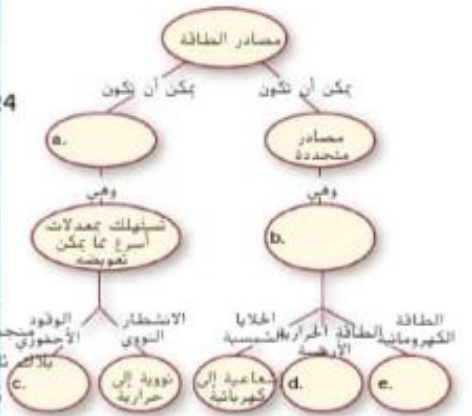 مصادر الطاقة
يمكن أن تكون
يمكن أن تكون
24
مصادر
متجددة
a.
وهي
وهي
b.
تستهلك بمعدلات
أسرع مما يمكن
تعويضه
الطاقة
الكهرومائية
الطاقة الحرارية
الأرضية
الخلايا
الشمسية
الانشطار
النووي
الوقود
الأحفوري
e.
d.
إشعاعية إلى
كهربائية
نووية إلى
حرارية
c.